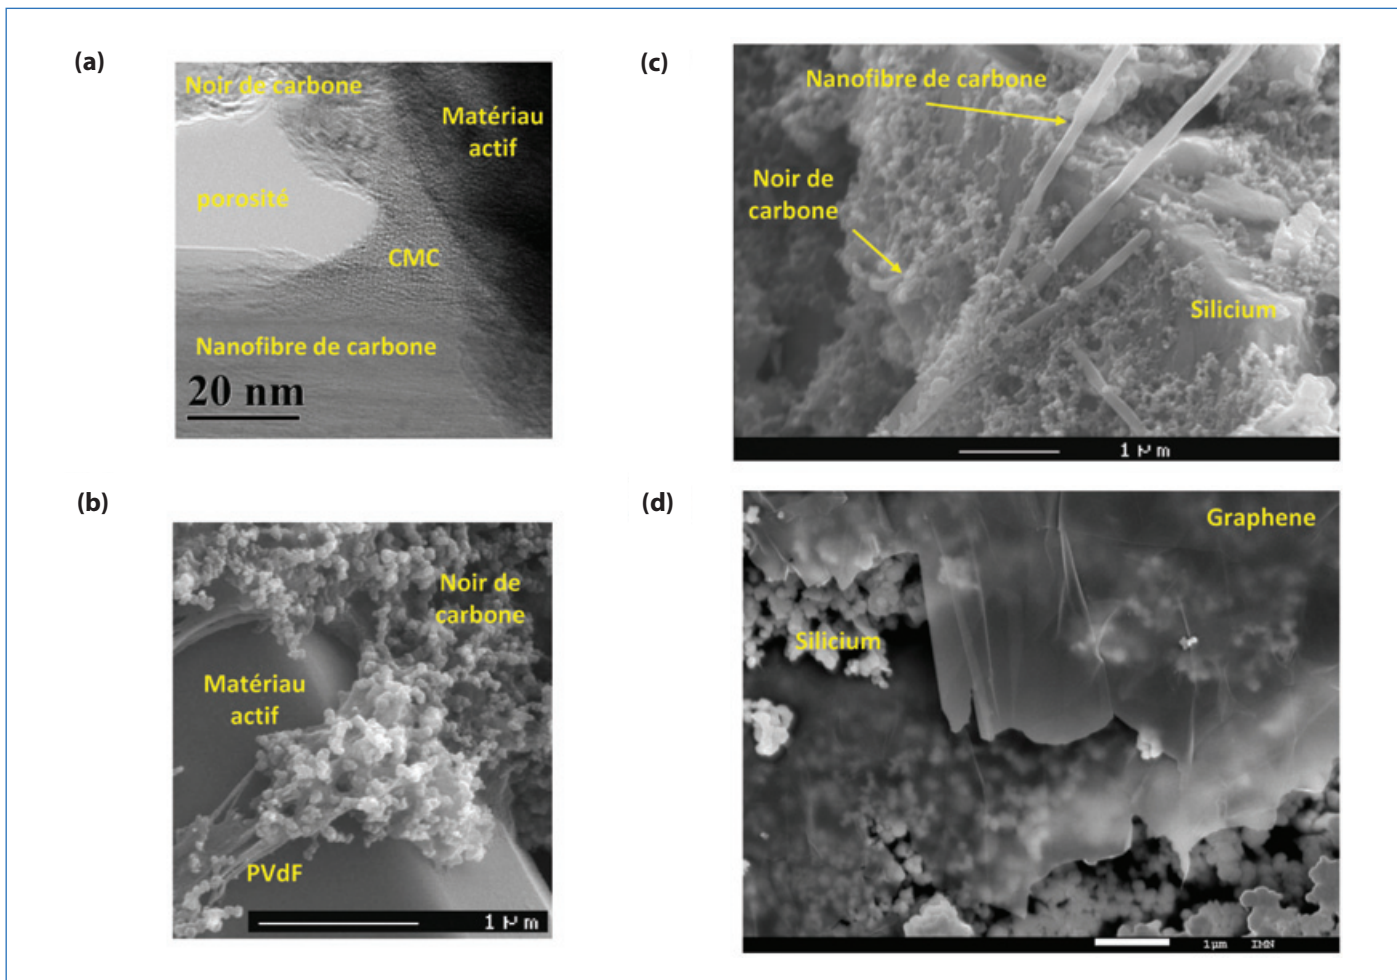 (a)
Noir de carbone
Matériau
actif
porosité
CMC
Nanofibre de carbone
20 nm
(b)
Noir de
carbone
Matériau
actif
PVdF
1 µm
(c)
Nanofibre de carbone
Noir de
carbone
Silicium
1 µm
(d)
Graphene
Silicium
1µm IMN